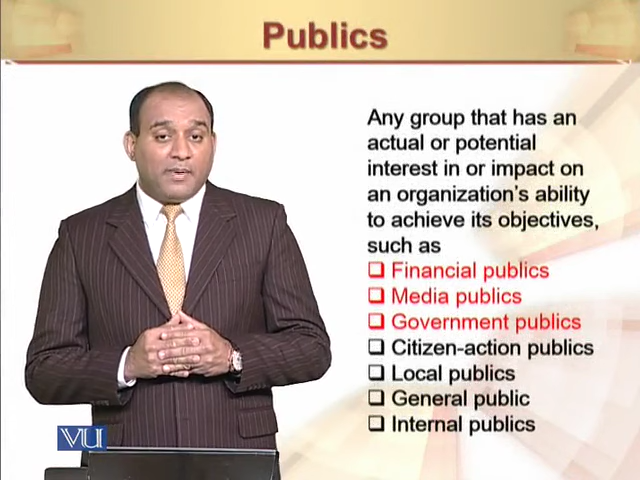 Publics
Any group that has an
actual or potential
interest in or impact on
an organization's ability
to achieve its objectives,
such as
❑ Financial publics
❑ Media publics
❑ Government publics
❑ Citizen-action publics
❑ Local publics
❑ General public
❑ Internal publics
VU